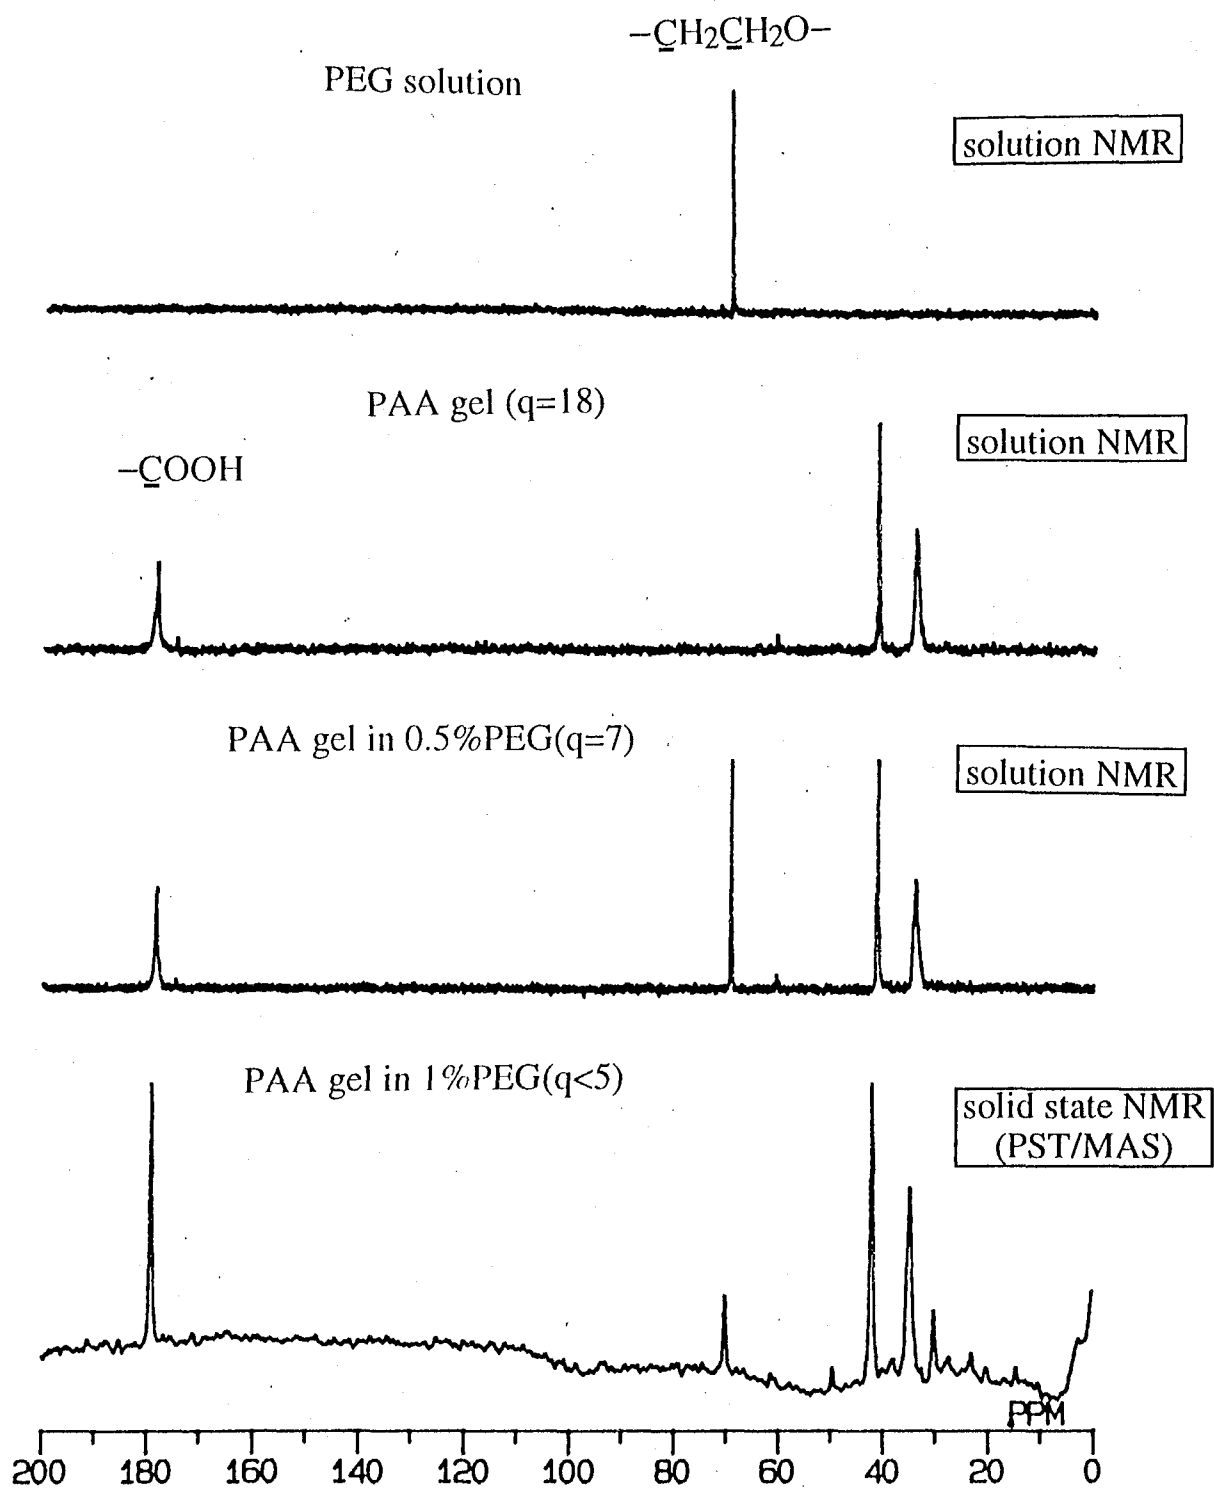 –CH2CH2O–
PEG solution
solution NMR
PAA gel (q=18)
solution NMR
–COOH
PAA gel in 0.5%PEG(q=7)
solution NMR
PAA gel in 1%PEG(q<5)
solid state NMR
(PST/MAS)
PPM
200 180 160 140 120 100 80 60 40 20 0